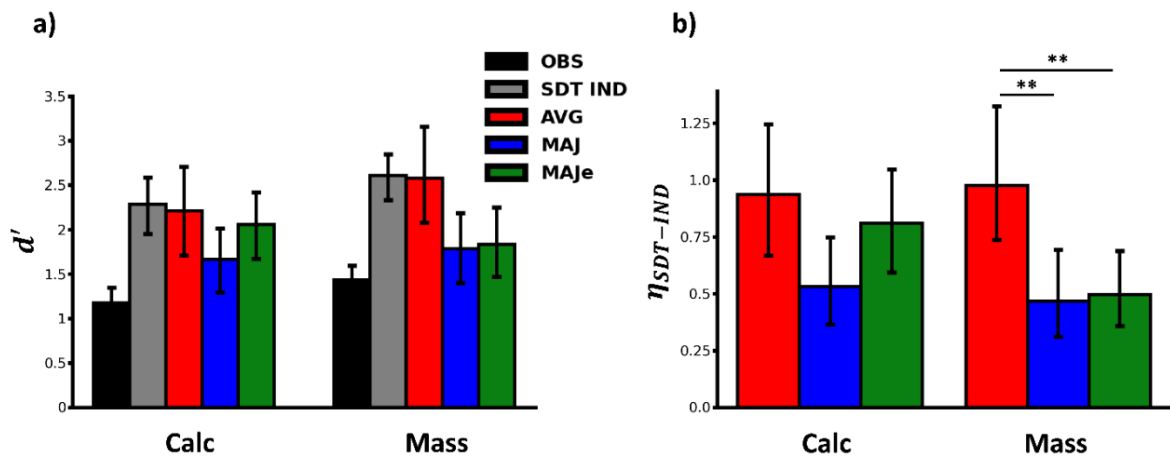 a)
OBS
SDT IND
AVG
MAJ
MAJe
3.5
3
2.5
2
1.5
1
0.5
0
d'
Calc Mass
b)
**
**
1.25
1.0
0.75
0.5
0.25
0.0
ηSDT−IND
Calc Mass